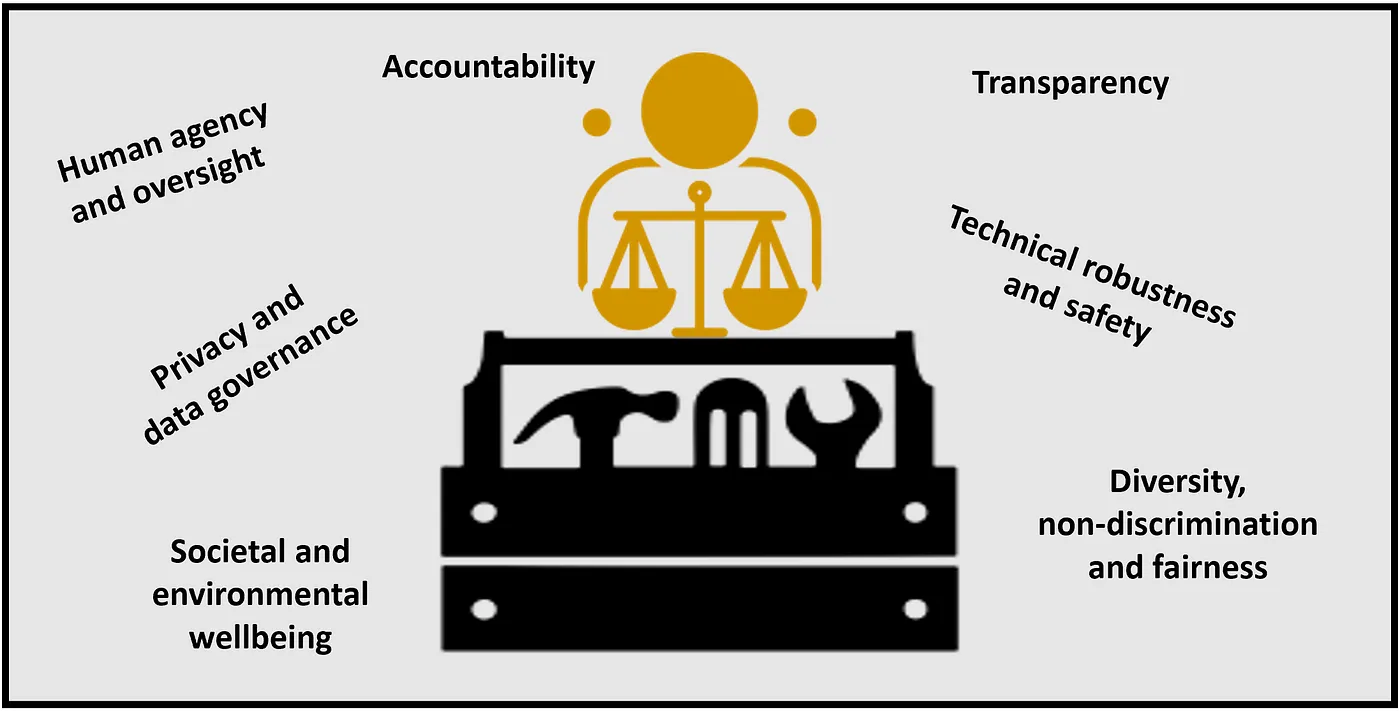 Accountability
Transparency
Human agency
and oversight
Technical robustness
and safety
Privacy and
data governance
Diversity,
non-discrimination
and fairness
Societal and
environmental
wellbeing